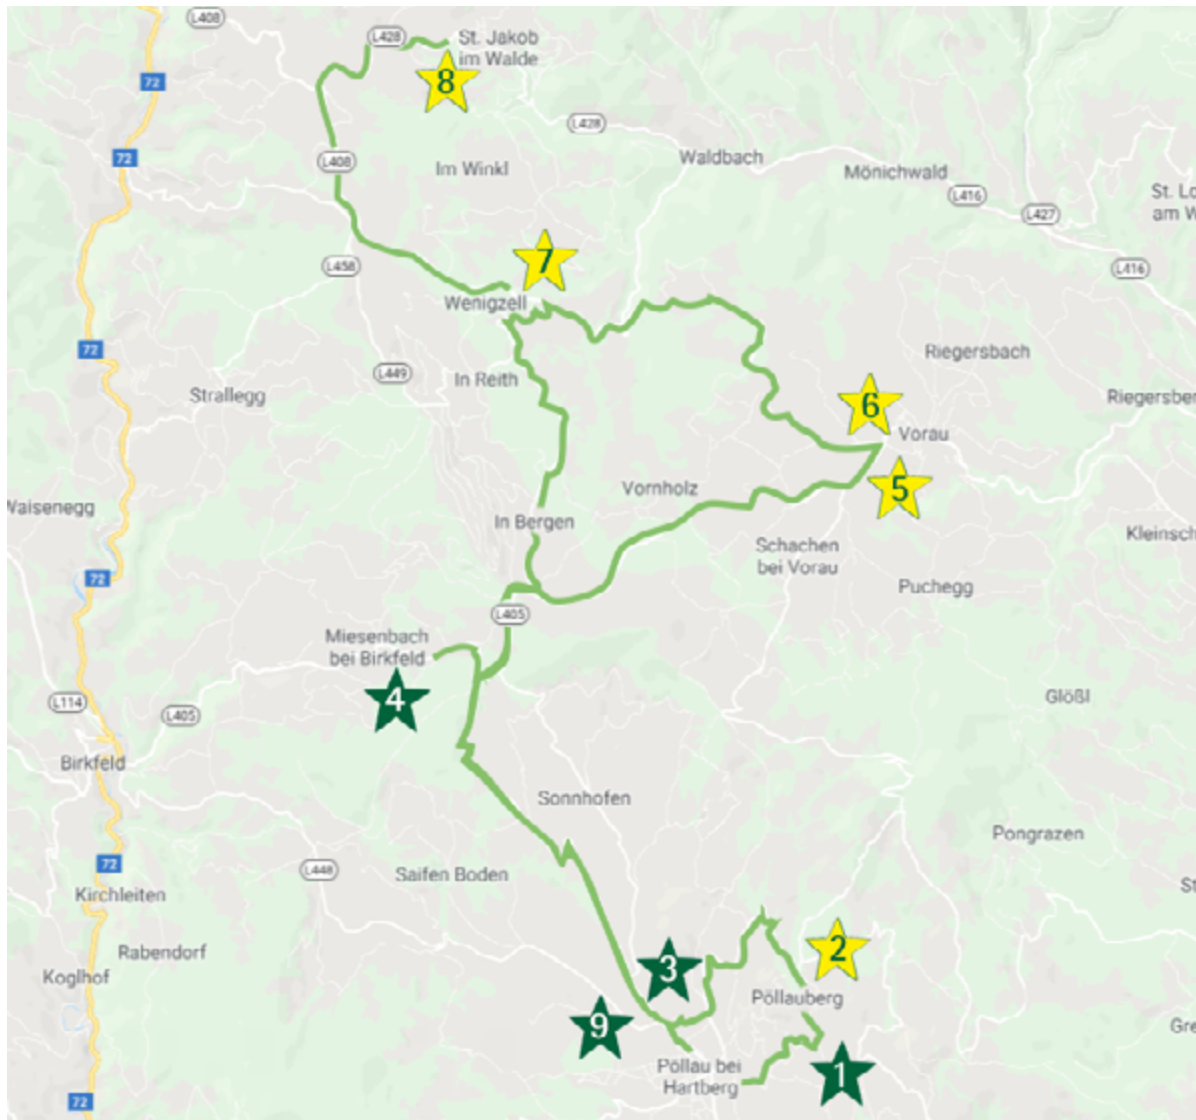 L408
L428
St. Jakob
im Walde
8
72
L428
72
L408
Im Winkl
Waldbach
Mönichwald
L416
L427
St. Lo
am W
7
L458
L416
Wenigzell
72
Riegersbach
L449
In Reith
Strallegg
6
Riegersber
Vorau
5
Vornholz
Waisenegg
In Bergen
Kleinsch
Schachen
bei Vorau
72
Puchegg
L405
Miesenbach
bei Birkfeld
4
L114
L405
Glößl
Birkfeld
Sonnhofen
Pongrazen
72
L448
Saifen Boden
St
Kirchleiten
Rabendorf
2
3
Koglhof
Pöllauberg
9
Gre
Pöllau bei
Hartberg
1
72